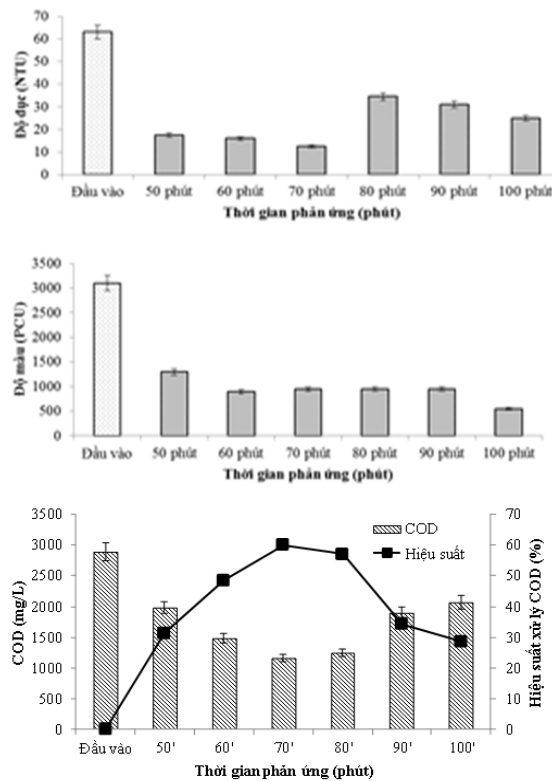 70
60
50
40
30
20
10
0
Độ đục (NTU)
Đầu vào 50 phút 60 phút 70 phút 80 phút 90 phút 100 phút
Thời gian phản ứng (phút)
3500
3000
2500
2000
1500
1000
500
0
Độ màu (PCU)
Đầu vào 50 phút 60 phút 70 phút 80 phút 90 phút 100 phút
Thời gian phản ứng (phút)
3500
3000
2500
2000
1500
1000
500
0
COD (mg/L)
COD
Hiệu suất
70
60
50
40
30
20
10
0
Hiệu suất xử lý COD (%)
Đầu vào 50' 60' 70' 80' 90' 100'
Thời gian phản ứng (phút)